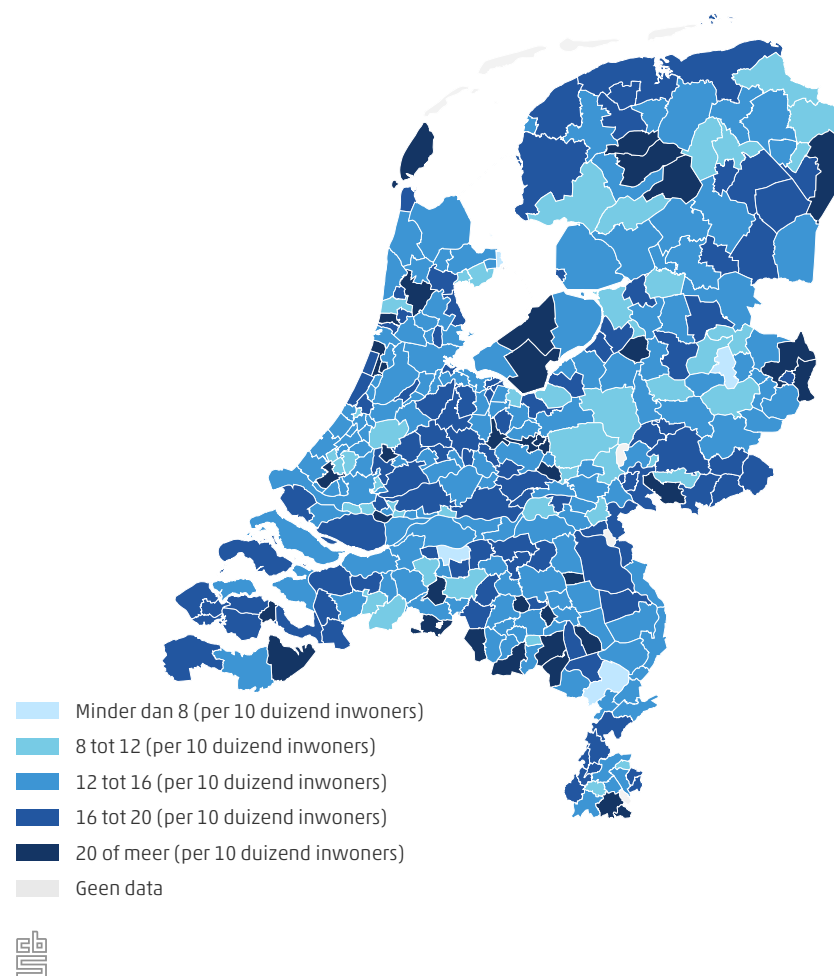 Minder dan 8 (per 10 duizend inwoners)
8 tot 12 (per 10 duizend inwoners)
12 tot 16 (per 10 duizend inwoners)
16 tot 20 (per 10 duizend inwoners)
20 of meer (per 10 duizend inwoners)
Geen data
cb